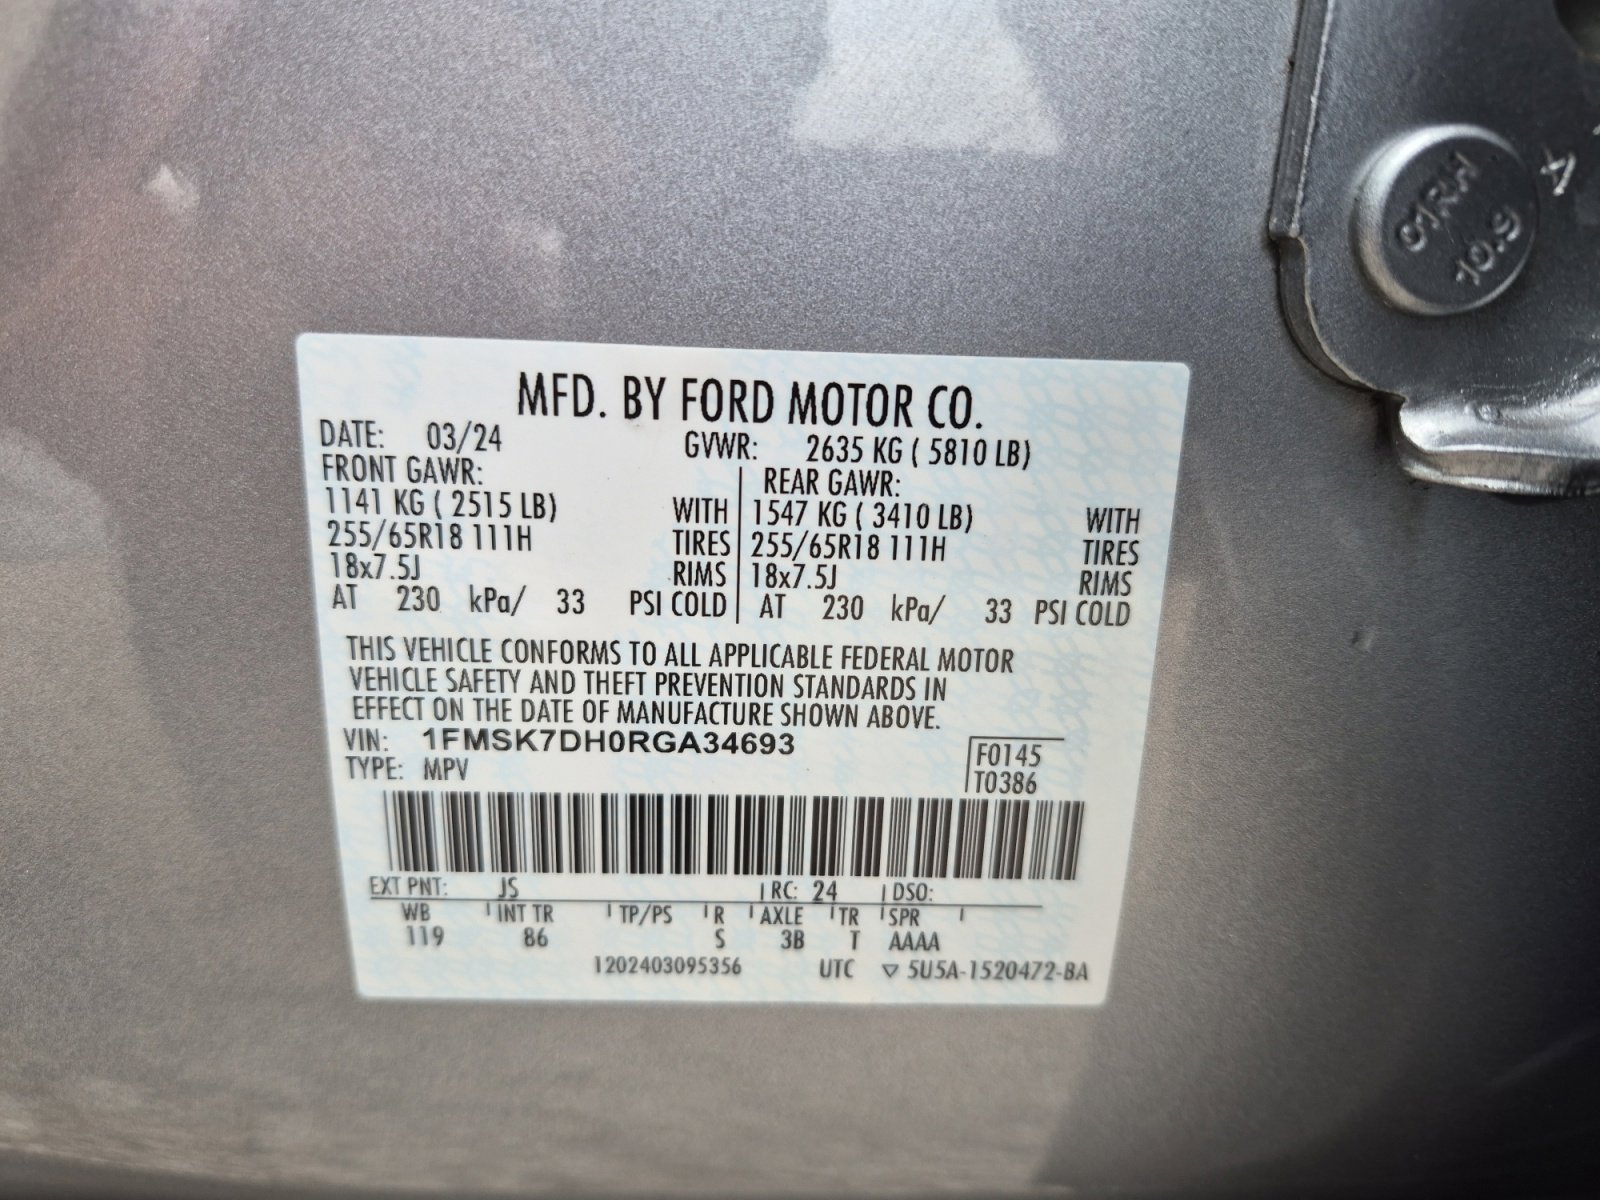 01RH
10.9
4
MFD. BY FORD MOTOR CO.
DATE: 03/24 GVWR: 2635 KG ( 5810 LB)
FRONT GAWR: REAR GAWR:
1141 KG ( 2515 LB) WITH 1547 KG ( 3410 LB) WITH
255/65R18 111H TIRES 255/65R18 111H TIRES
18x7.5J RIMS 18x7.5J RIMS
AT 230 kPa/ 33 PSI COLD AT 230 kPa/ 33 PSI COLD
THIS VEHICLE CONFORMS TO ALL APPLICABLE FEDERAL MOTOR
VEHICLE SAFETY AND THEFT PREVENTION STANDARDS IN
EFFECT ON THE DATE OF MANUFACTURE SHOWN ABOVE.
VIN: 1FMSK7DH0RGA34693 F0145
TYPE: MPV T0386
EXT PNT: JS RC: 24 DSO:
WB INT TR TP/PS R AXLE TR SPR
119 86 S 3B T AAAA
1202403095356 UTC ▽ 5U5A-1520472-BA